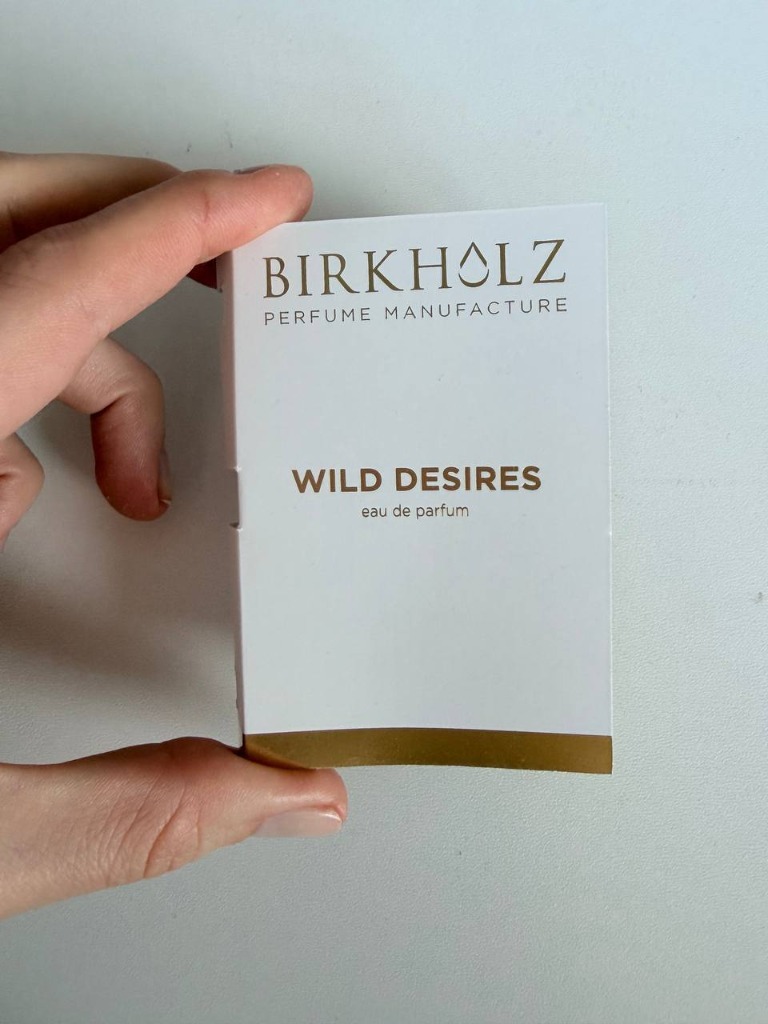 BIRKHOLZ
PERFUME MANUFACTURE
WILD DESIRES
eau de parfum